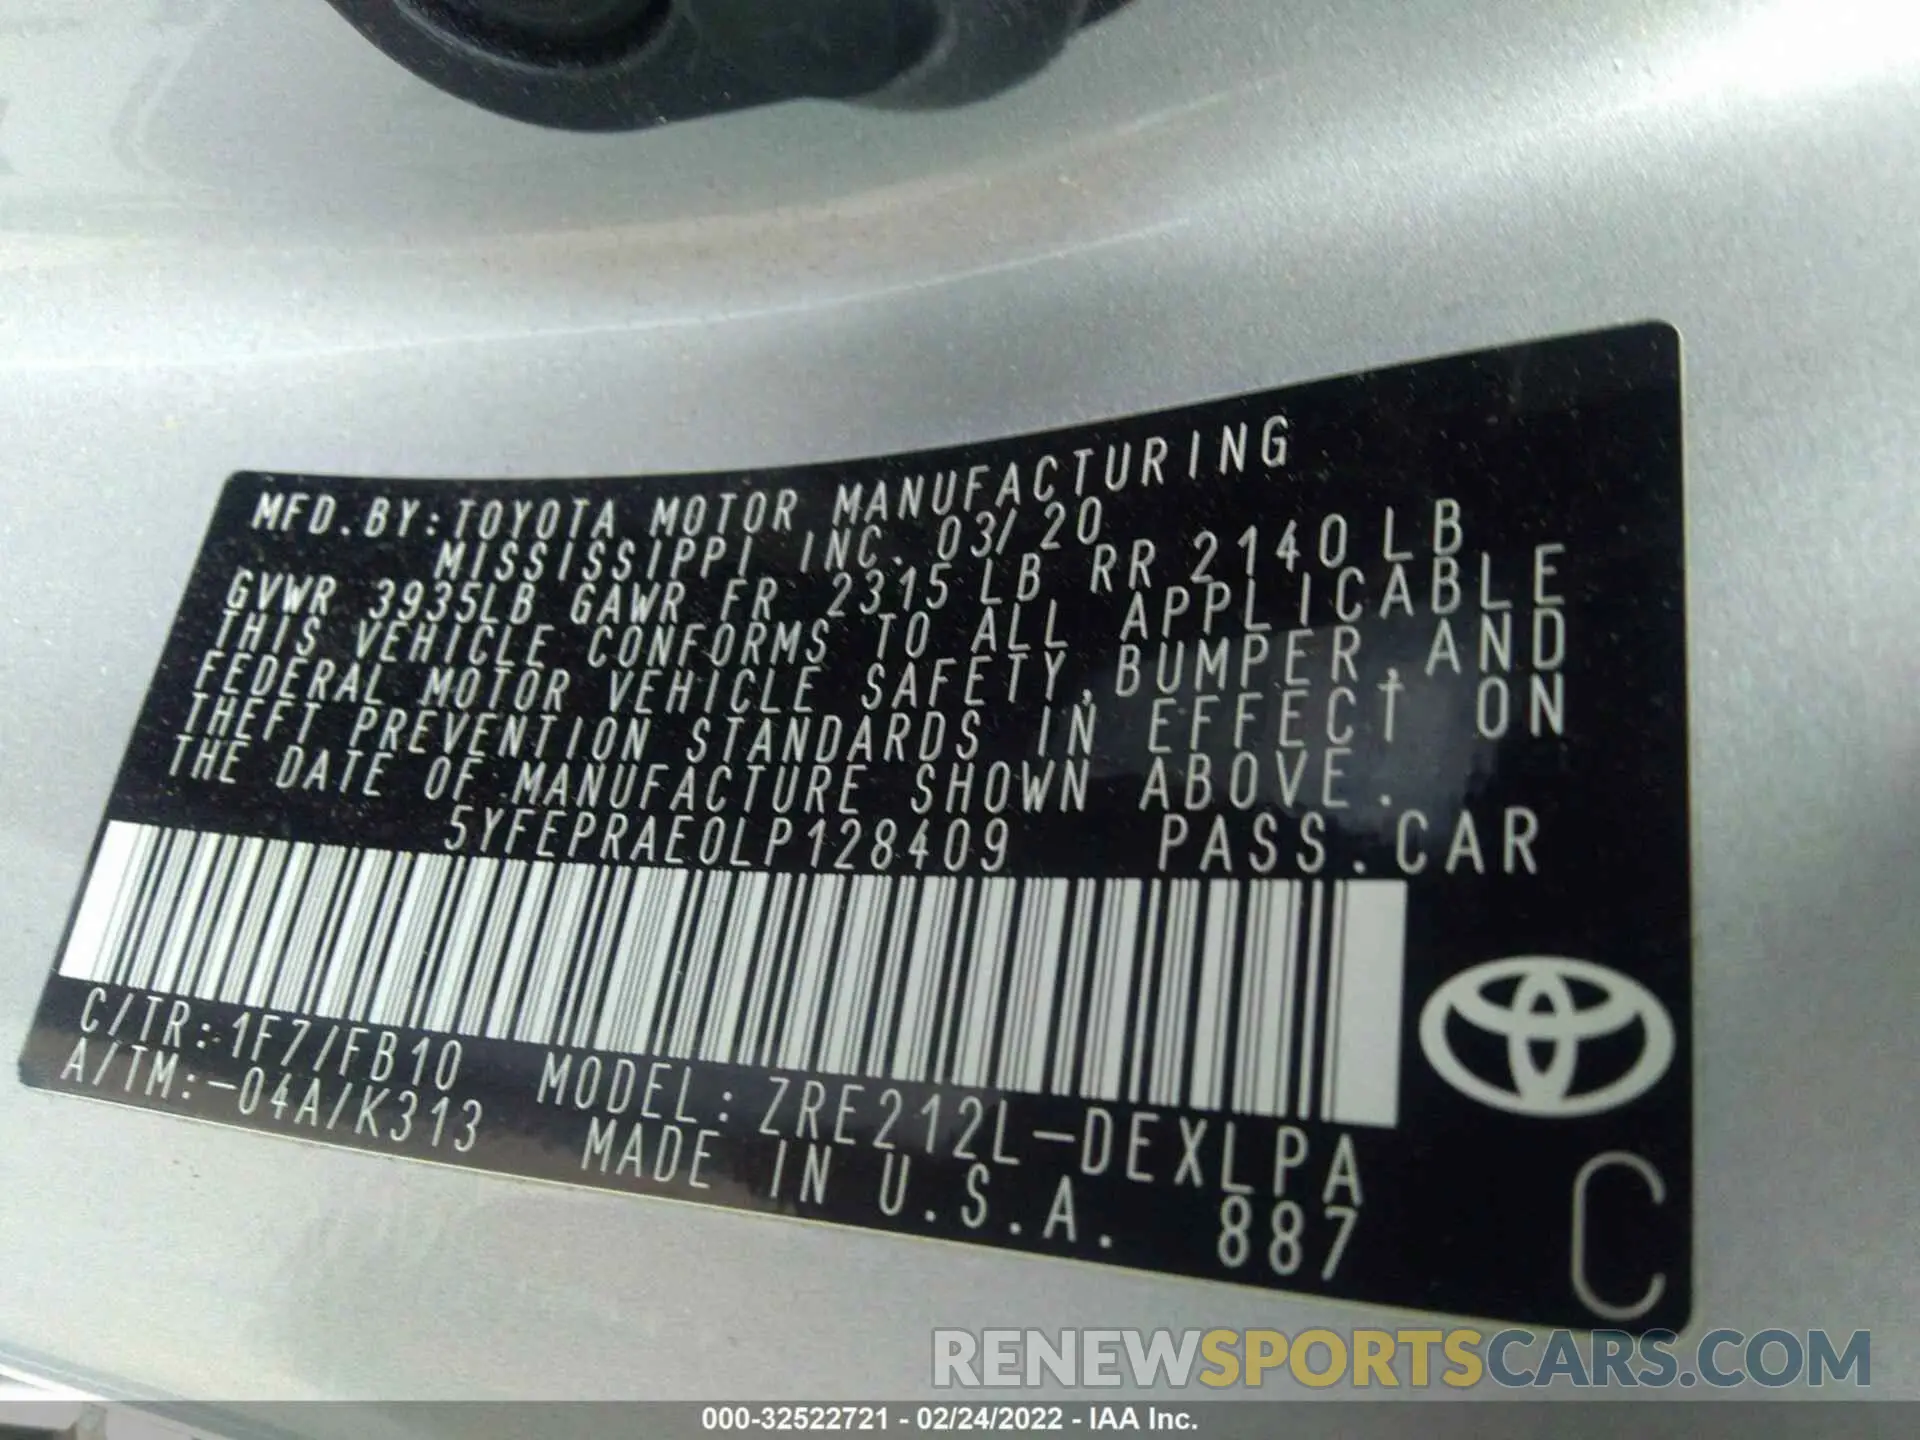 MFD.BY:TOYOTA MOTOR MANUFACTURING
MISSISSIPPI INC. 03/20
GVWR 3935LB GAWR FR 2315LB RR 2140LB
THIS VEHICLE CONFORMS TO ALL APPLICABLE
FEDERAL MOTOR VEHICLE SAFETY,BUMPER,AND
THEFT PREVENTION STANDARDS IN EFFECT ON
THE DATE OF MANUFACTURE SHOWN ABOVE.
5YFEPRAE0LP128409 PASS.CAR
C/TR:1F7/FB10 MODEL:ZRE212L-DEXLPA
A/TM:-04A/K313 MADE IN U.S.A. 887
C
RENEWSPORTSCARS.COM
000-32522721 - 02/24/2022 - IAA Inc.